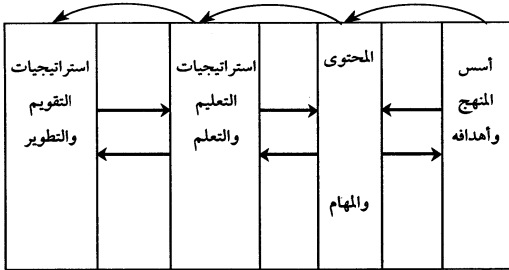 أسس
المنهج
وأهدافه
المحتوى
والمهام
استراتيجيات
التعليم
والتعلم
استراتيجيات
التقويم
والتطوير